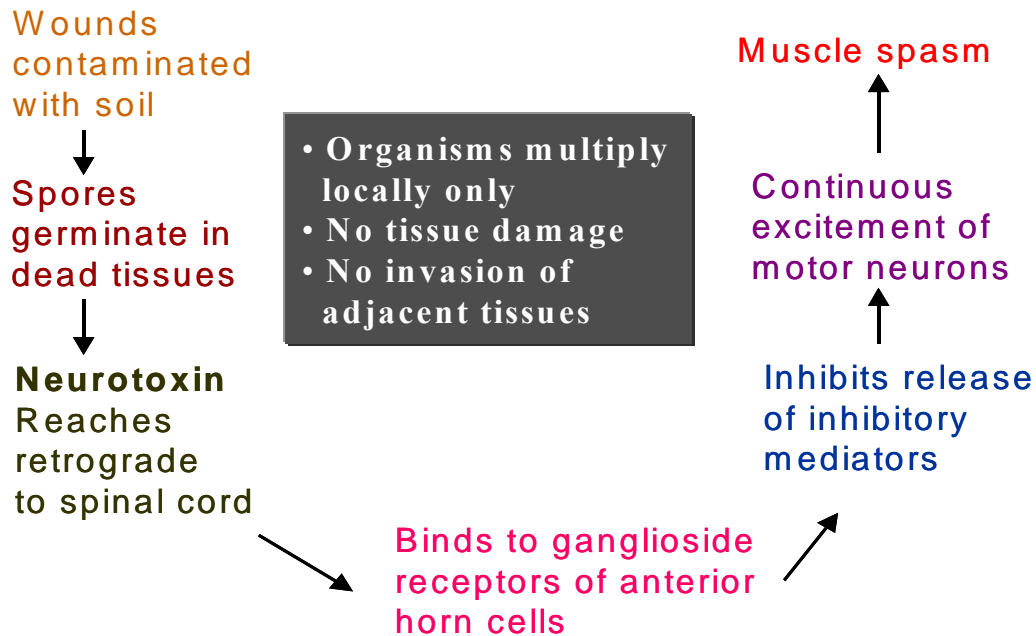 Wounds
contaminated
with soil
Spores
germinate in
dead tissues
Neurotoxin
Reaches
retrograde
to spinal cord
Binds to ganglioside
receptors of anterior
horn cells
Inhibits release
of inhibitory
mediators
Continuous
excitement of
motor neurons
Muscle spasm
• Organisms multiply
locally only
• No tissue damage
• No invasion of
adjacent tissues